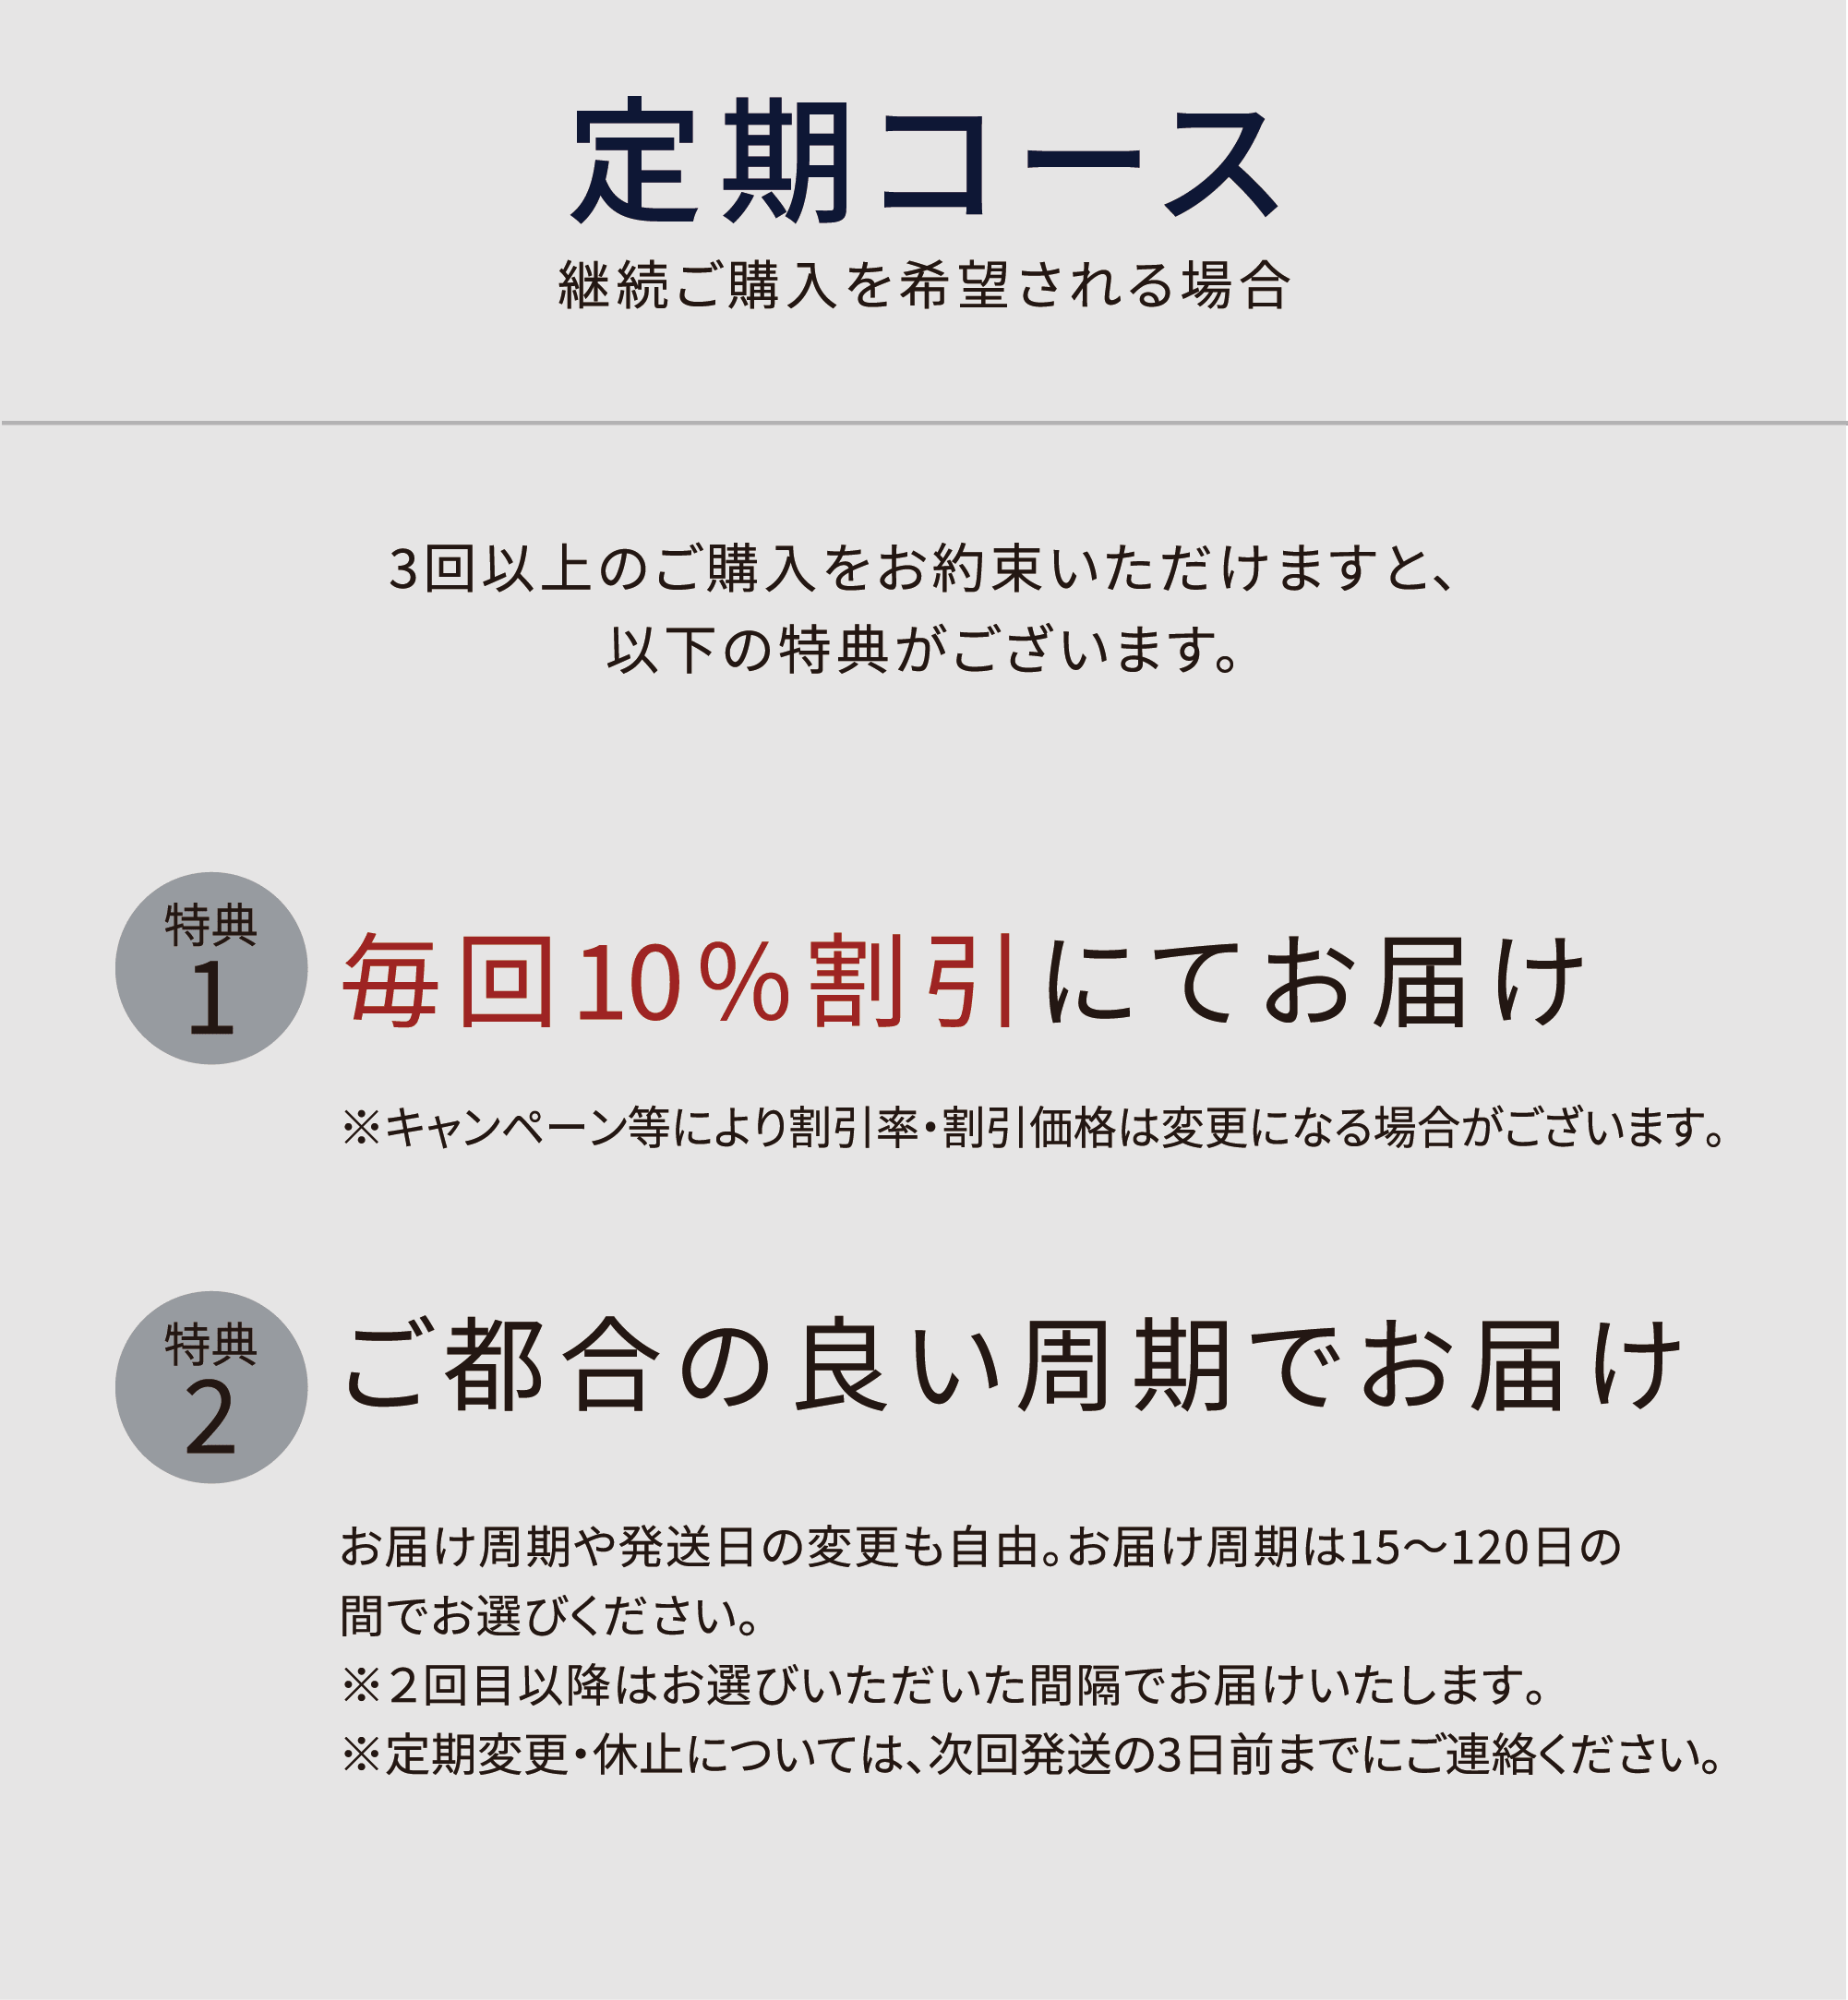 定期コース
継続ご購入を希望される場合
3回以上のご購入をお約束いただけますと、
以下の特典がございます。
特典
1
毎回10%割引にてお届け
※キャンペーン等により割引率・割引価格は変更になる場合がございます。
特典
2
ご都合の良い周期でお届け
お届け周期や発送日の変更も自由。お届け周期は15〜120日の
間でお選びください。
※2回目以降はお選びいただいた間隔でお届けいたします。
※定期変更・休止については、次回発送の3日前までにご連絡ください。